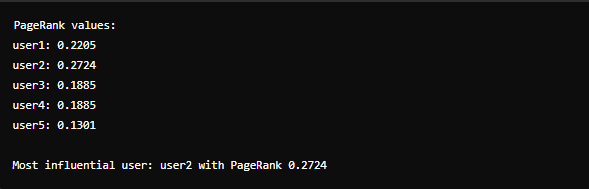 PageRank values:
user1: 0.2205
user2: 0.2724
user3: 0.1885
user4: 0.1885
user5: 0.1301
Most influential user: user2 with PageRank 0.2724